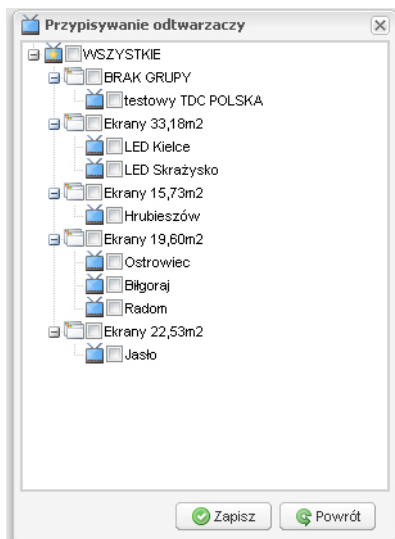 Przypisywanie odtwarzaczy
WSZYSTKIE
BRAK GRUPY
testowy TDC POLSKA
Ekrany 33,18m2
LED Kielce
LED Skrażysko
Ekrany 15,73m2
Hrubieszów
Ekrany 19,60m2
Ostrowiec
Biłgoraj
Radom
Ekrany 22,53m2
Jasło
Zapisz
Powrót